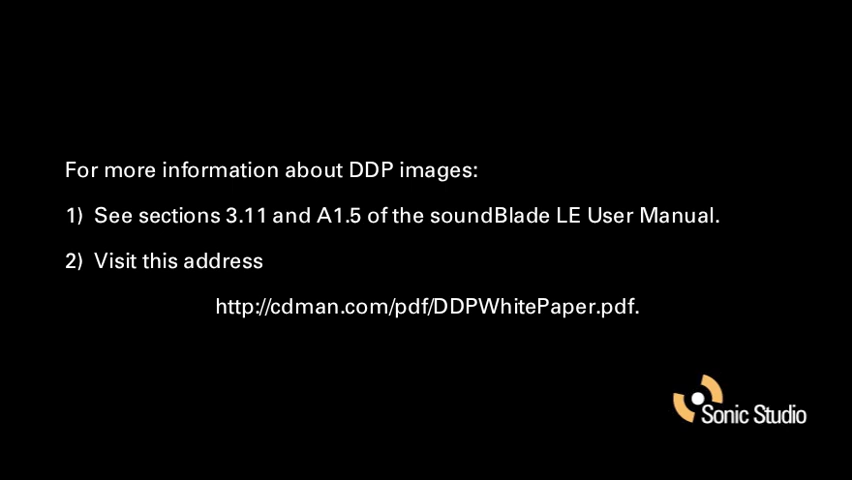 For more information about DDP images:
1) See sections 3.11 and A1.5 of the soundBlade LE User Manual.
2) Visit this address
http://cdman.com/pdf/DDPWhitePaper.pdf.
Sonic Studio